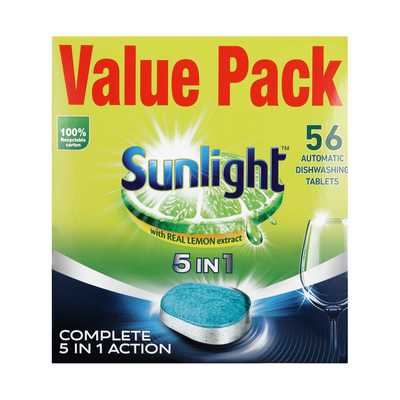 Value Pack
100%
Recyclable
carton
Sunlight™
56
AUTOMATIC
DISHWASHING
TABLETS
with REAL LEMON extract
5 IN 1
COMPLETE
5 IN 1 ACTION